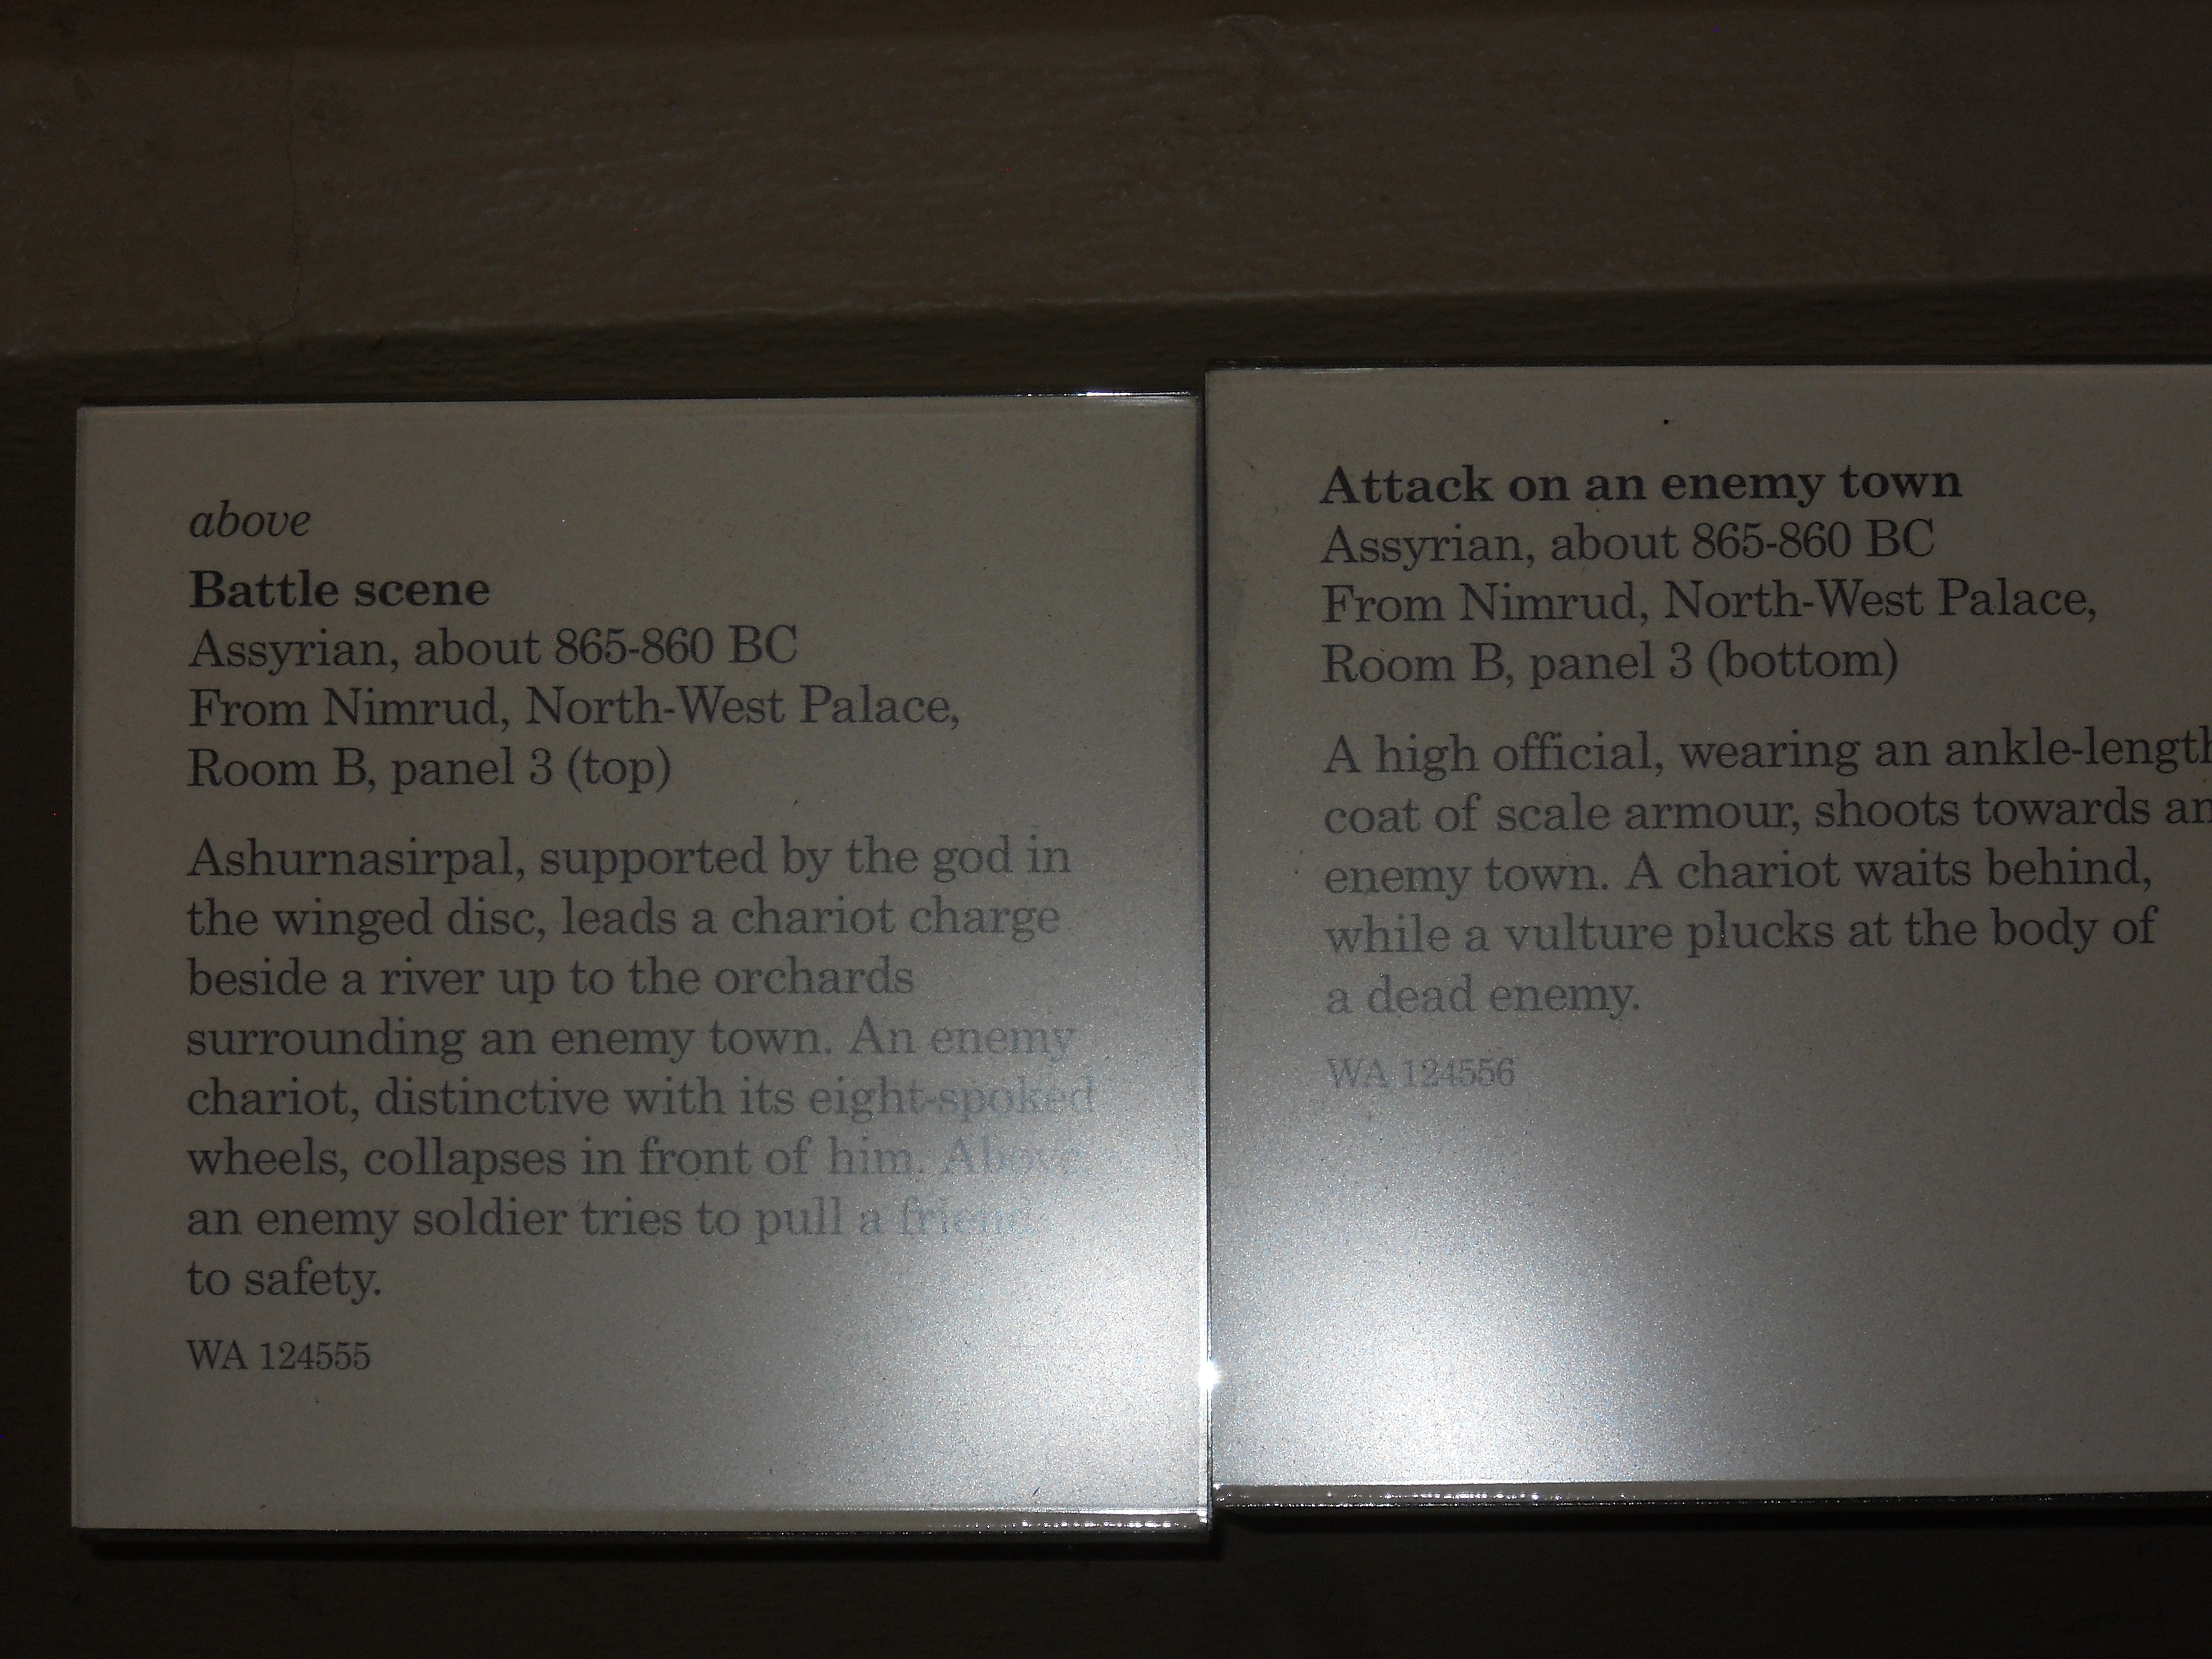 above
Battle scene
Assyrian, about 865-860 BC
From Nimrud, North-West Palace,
Room B, panel 3 (top)
Ashurnasirpal, supported by the god in
the winged disc, leads a chariot charge
beside a river up to the orchards
surrounding an enemy town. An enemy
chariot, distinctive with its eight-spoked
wheels, collapses in front of him. Above
an enemy soldier tries to pull a friend
to safety.
WA 124555
Attack on an enemy town
Assyrian, about 865-860 BC
From Nimrud, North-West Palace,
Room B, panel 3 (bottom)
A high official, wearing an ankle-length
coat of scale armour, shoots towards an
enemy town. A chariot waits behind,
while a vulture plucks at the body of
a dead enemy.
WA 124556